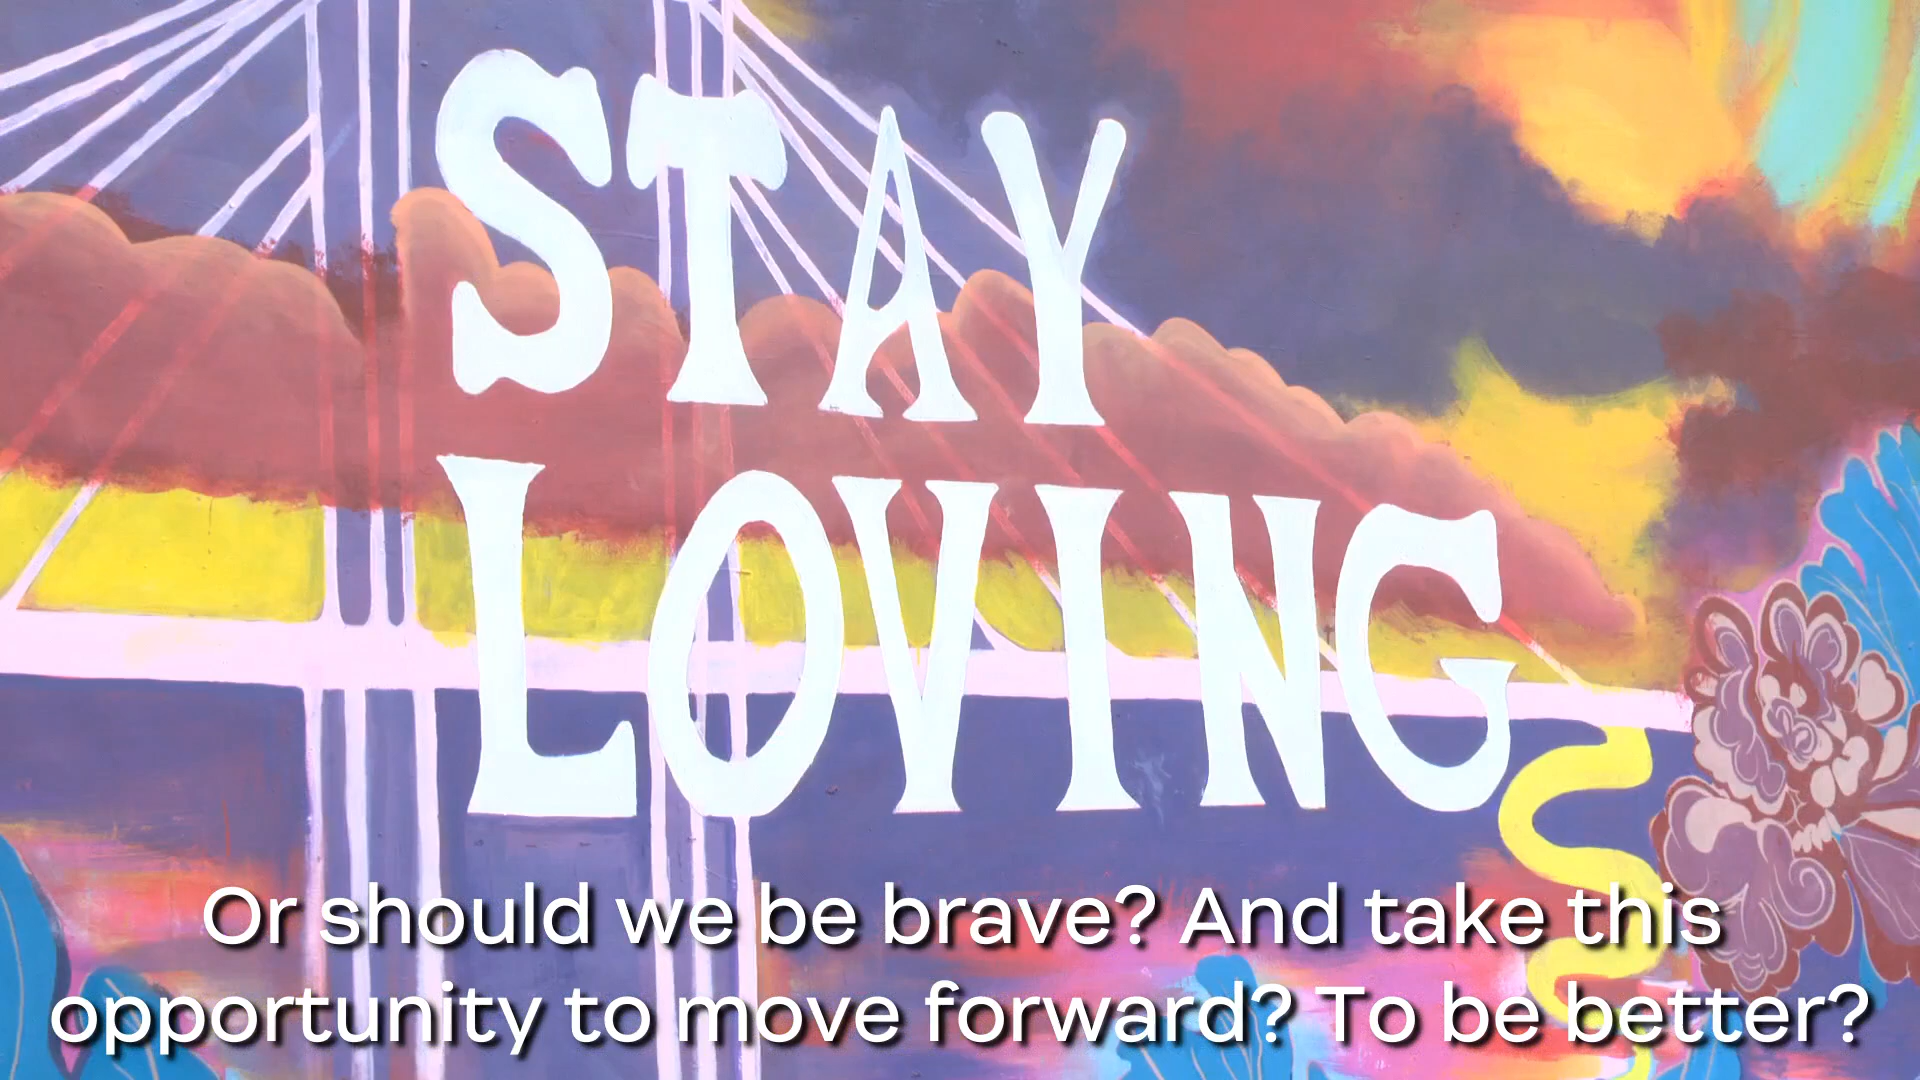 STAY
LOVING
Or should we be brave? And take this
opportunity to move forward? To be better?